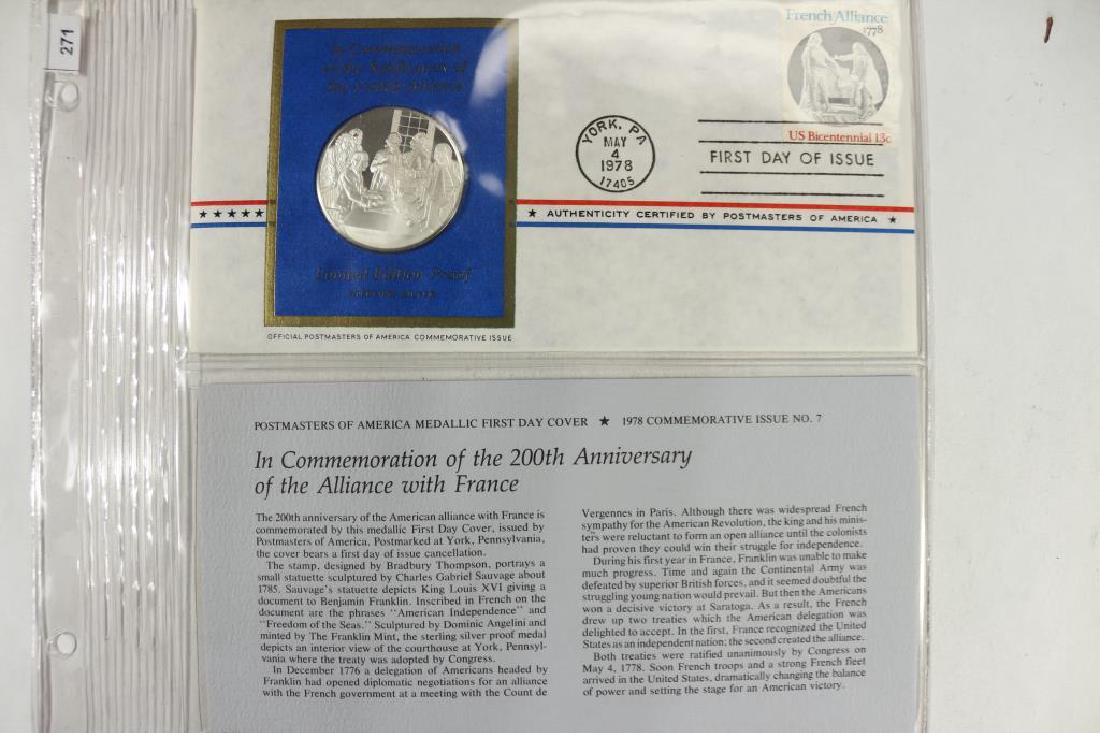 271
In Commemoration
of the Ratification of
the French Alliance
Limited Edition Proof
STERLING SILVER
OFFICIAL POSTMASTERS OF AMERICA COMMEMORATIVE ISSUE
French Alliance
1778
US Bicentennial 13c
YORK, PA
MAY
4
1978
17405
FIRST DAY OF ISSUE
★ AUTHENTICITY CERTIFIED BY POSTMASTERS OF AMERICA ★
POSTMASTERS OF AMERICA MEDALLIC FIRST DAY COVER ★ 1978 COMMEMORATIVE ISSUE NO. 7
In Commemoration of the 200th Anniversary
of the Alliance with France
The 200th anniversary of the American alliance with France is
commemorated by this medallic First Day Cover, issued by
Postmasters of America. Postmarked at York, Pennsylvania,
the cover bears a first day of issue cancellation.
The stamp, designed by Bradbury Thompson, portrays a
small statuette sculptured by Charles Gabriel Sauvage about
1785. Sauvage's statuette depicts King Louis XVI giving a
document to Benjamin Franklin. Inscribed in French on the
document are the phrases "American Independence" and
"Freedom of the Seas." Sculptured by Dominic Angelini and
minted by The Franklin Mint, the sterling silver proof medal
depicts an interior view of the courthouse at York, Pennsyl-
vania where the treaty was adopted by Congress.
In December 1776 a delegation of Americans headed by
Franklin had opened diplomatic negotiations for an alliance
with the French government at a meeting with the Count de
Vergennes in Paris. Although there was widespread French
sympathy for the American Revolution, the king and his minis-
ters were reluctant to form an open alliance until the colonists
had proven they could win their struggle for independence.
During his first year in France, Franklin was unable to make
much progress. Time and again the Continental Army was
defeated by superior British forces, and it seemed doubtful the
struggling young nation would prevail. But then the Americans
won a decisive victory at Saratoga. As a result, the French
drew up two treaties which the American delegation was
delighted to accept. In the first, France recognized the United
States as an independent nation; the second created the alliance.
Both treaties were ratified unanimously by Congress on
May 4, 1778. Soon French troops and a strong French fleet
arrived in the United States, dramatically changing the balance
of power and setting the stage for an American victory.